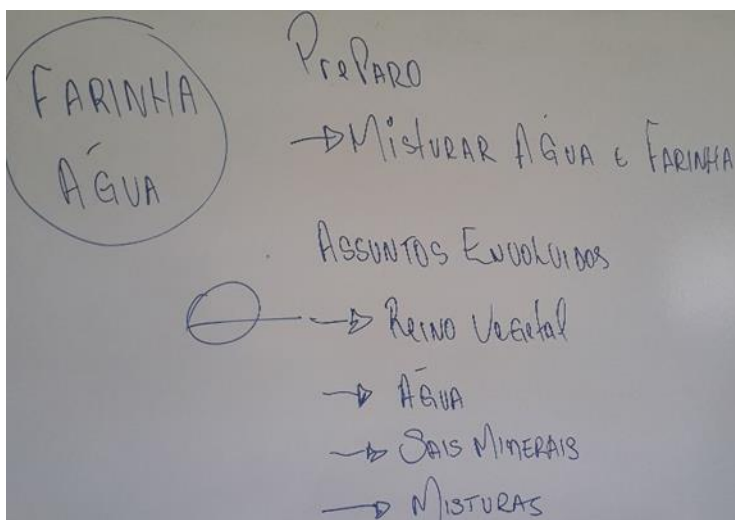 FARINHA
ÁGUA
PrePARO
→ MisTURAR ÁGUA e FARINHA
ASSUNTOS ENVOLVIDOS
→ Reino Vegetal
→ ÁGUA
→ SAIS MINERAIS
→ MISTURAS